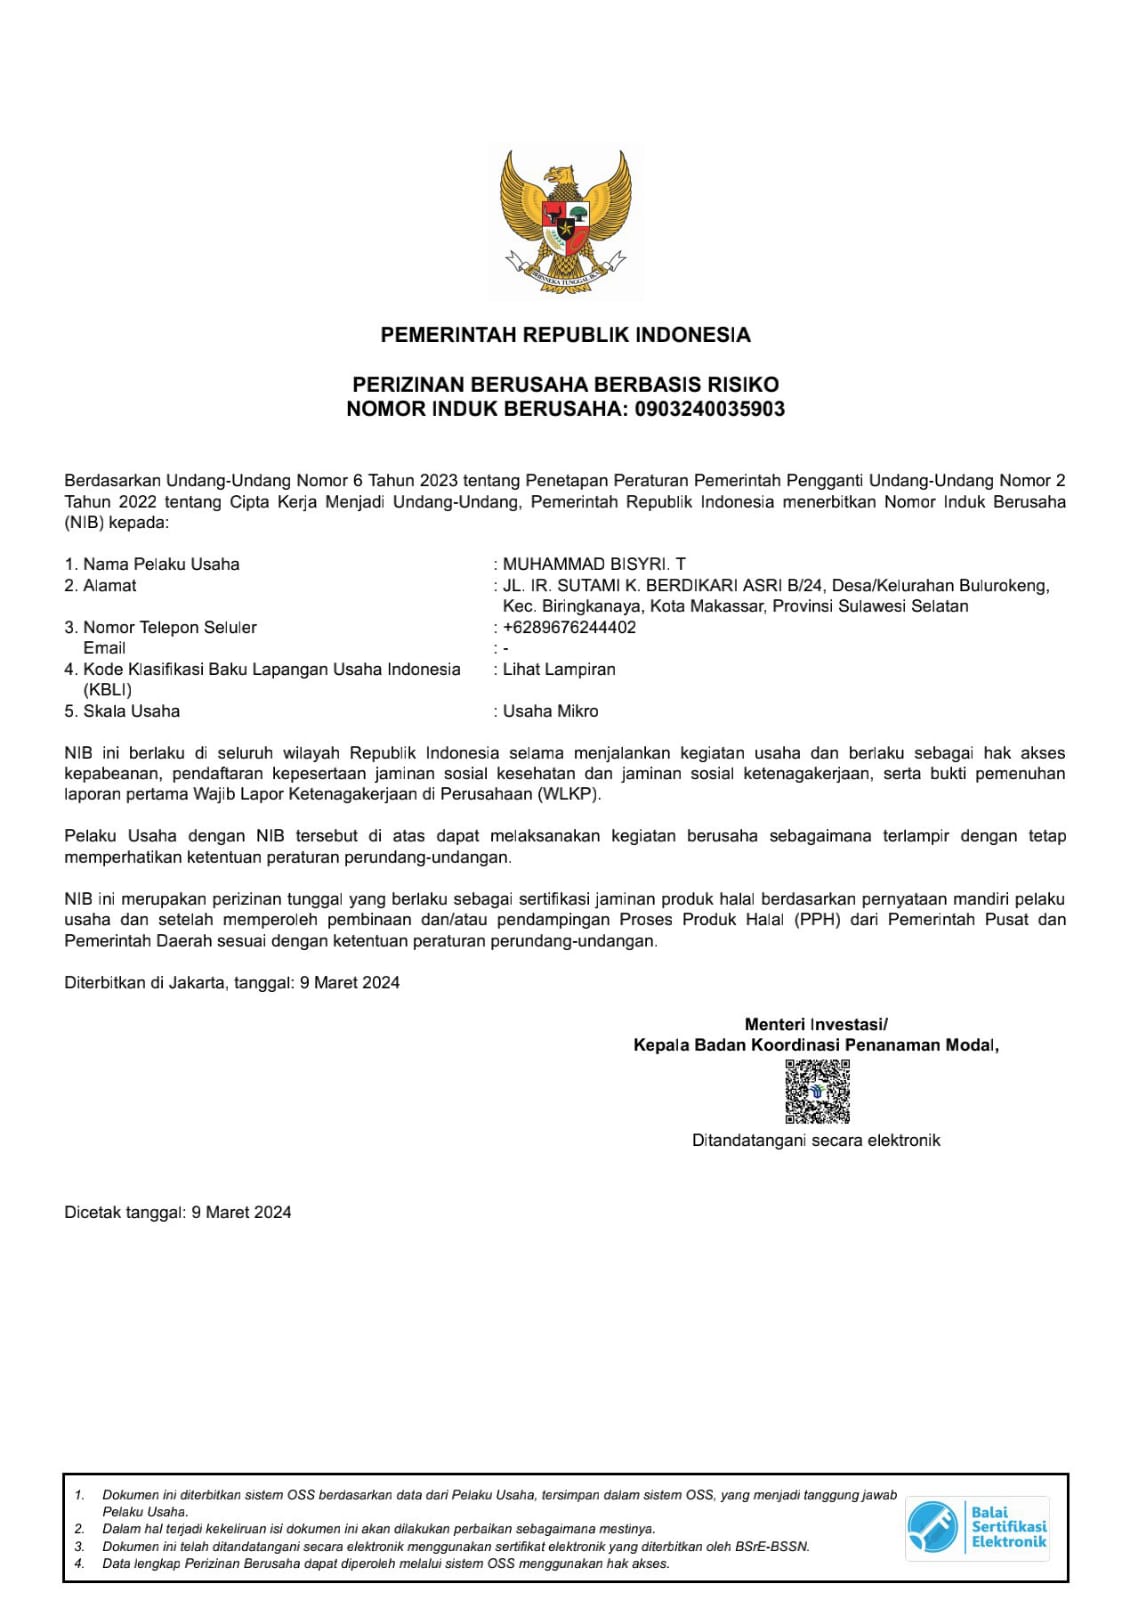 BHINNEKA TUNGGAL IKA
PEMERINTAH REPUBLIK INDONESIA
PERIZINAN BERUSAHA BERBASIS RISIKO
NOMOR INDUK BERUSAHA: 0903240035903
Berdasarkan Undang-Undang Nomor 6 Tahun 2023 tentang Penetapan Peraturan Pemerintah Pengganti Undang-Undang Nomor 2
Tahun 2022 tentang Cipta Kerja Menjadi Undang-Undang, Pemerintah Republik Indonesia menerbitkan Nomor Induk Berusaha
(NIB) kepada:
1. Nama Pelaku Usaha : MUHAMMAD BISYRI. T
2. Alamat : JL. IR. SUTAMI K. BERDIKARI ASRI B/24, Desa/Kelurahan Bulurokeng,
Kec. Biringkanaya, Kota Makassar, Provinsi Sulawesi Selatan
3. Nomor Telepon Seluler : +6289676244402
Email : -
4. Kode Klasifikasi Baku Lapangan Usaha Indonesia : Lihat Lampiran
(KBLI)
5. Skala Usaha : Usaha Mikro
NIB ini berlaku di seluruh wilayah Republik Indonesia selama menjalankan kegiatan usaha dan berlaku sebagai hak akses
kepabeanan, pendaftaran kepesertaan jaminan sosial kesehatan dan jaminan sosial ketenagakerjaan, serta bukti pemenuhan
laporan pertama Wajib Lapor Ketenagakerjaan di Perusahaan (WLKP).
Pelaku Usaha dengan NIB tersebut di atas dapat melaksanakan kegiatan berusaha sebagaimana terlampir dengan tetap
memperhatikan ketentuan peraturan perundang-undangan.
NIB ini merupakan perizinan tunggal yang berlaku sebagai sertifikasi jaminan produk halal berdasarkan pernyataan mandiri pelaku
usaha dan setelah memperoleh pembinaan dan/atau pendampingan Proses Produk Halal (PPH) dari Pemerintah Pusat dan
Pemerintah Daerah sesuai dengan ketentuan peraturan perundang-undangan.
Diterbitkan di Jakarta, tanggal: 9 Maret 2024
Menteri Investasi/
Kepala Badan Koordinasi Penanaman Modal,
Ditandatangani secara elektronik
Dicetak tanggal: 9 Maret 2024
1. Dokumen ini diterbitkan sistem OSS berdasarkan data dari Pelaku Usaha, tersimpan dalam sistem OSS, yang menjadi tanggung jawab
Pelaku Usaha.
2. Dalam hal terjadi kekeliruan isi dokumen ini akan dilakukan perbaikan sebagaimana mestinya.
3. Dokumen ini telah ditandatangani secara elektronik menggunakan sertifikat elektronik yang diterbitkan oleh BSrE-BSSN.
4. Data lengkap Perizinan Berusaha dapat diperoleh melalui sistem OSS menggunakan hak akses.
Balai
Sertifikasi
Elektronik